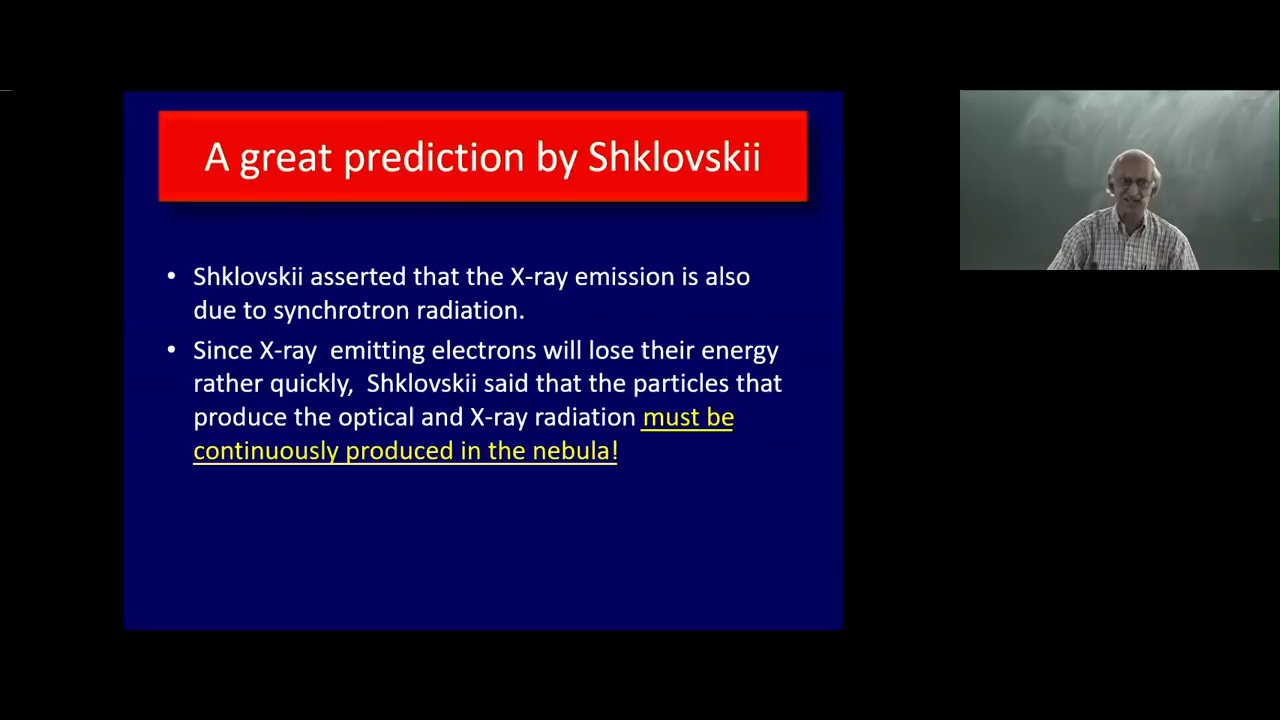 A great prediction by Shklovskii
• Shklovskii asserted that the X-ray emission is also
due to synchrotron radiation.
• Since X-ray emitting electrons will lose their energy
rather quickly, Shklovskii said that the particles that
produce the optical and X-ray radiation must be
continuously produced in the nebula!